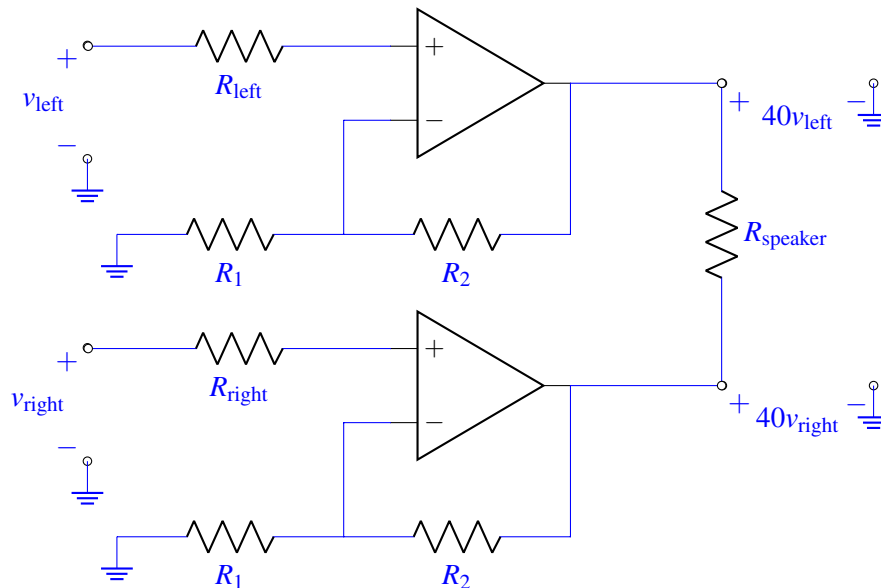 + R_left + v_left −
− + 40v_left −
R_1 R_2 R_speaker
+ R_right + v_right −
− + 40v_right −
R_1 R_2